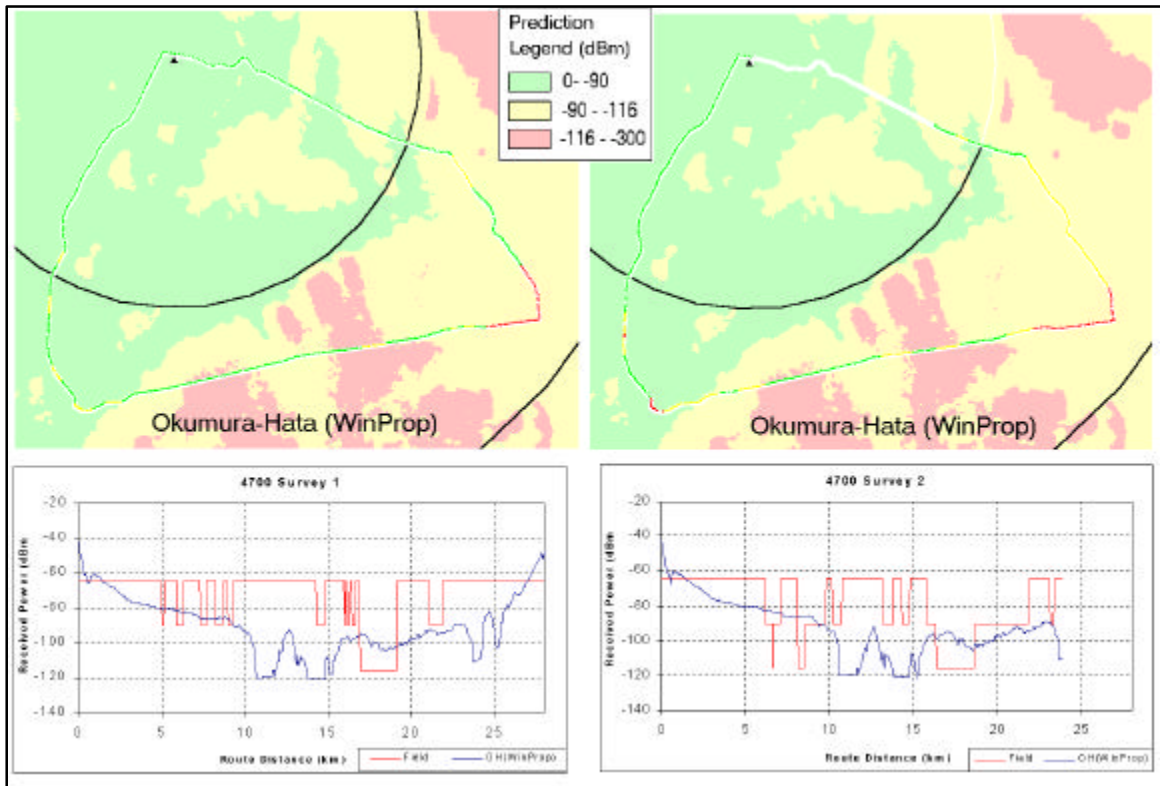 Prediction
Legend (dBm)
0- -90
-90 - -116
-116 - -300
Okumura-Hata (WinProp)
Okumura-Hata (WinProp)
4700 Survey 1
Received Power (dBm
-20
-40
-60
-80
-100
-120
-140
0
5
10
15
20
25
Route Distance (km)
Field
OH(WinProp)
4700 Survey 2
Received Power (dBm)
-20
-40
-60
-80
-100
-120
-140
0
5
10
15
20
25
Route Distance (km)
Field
OH(WinProp)